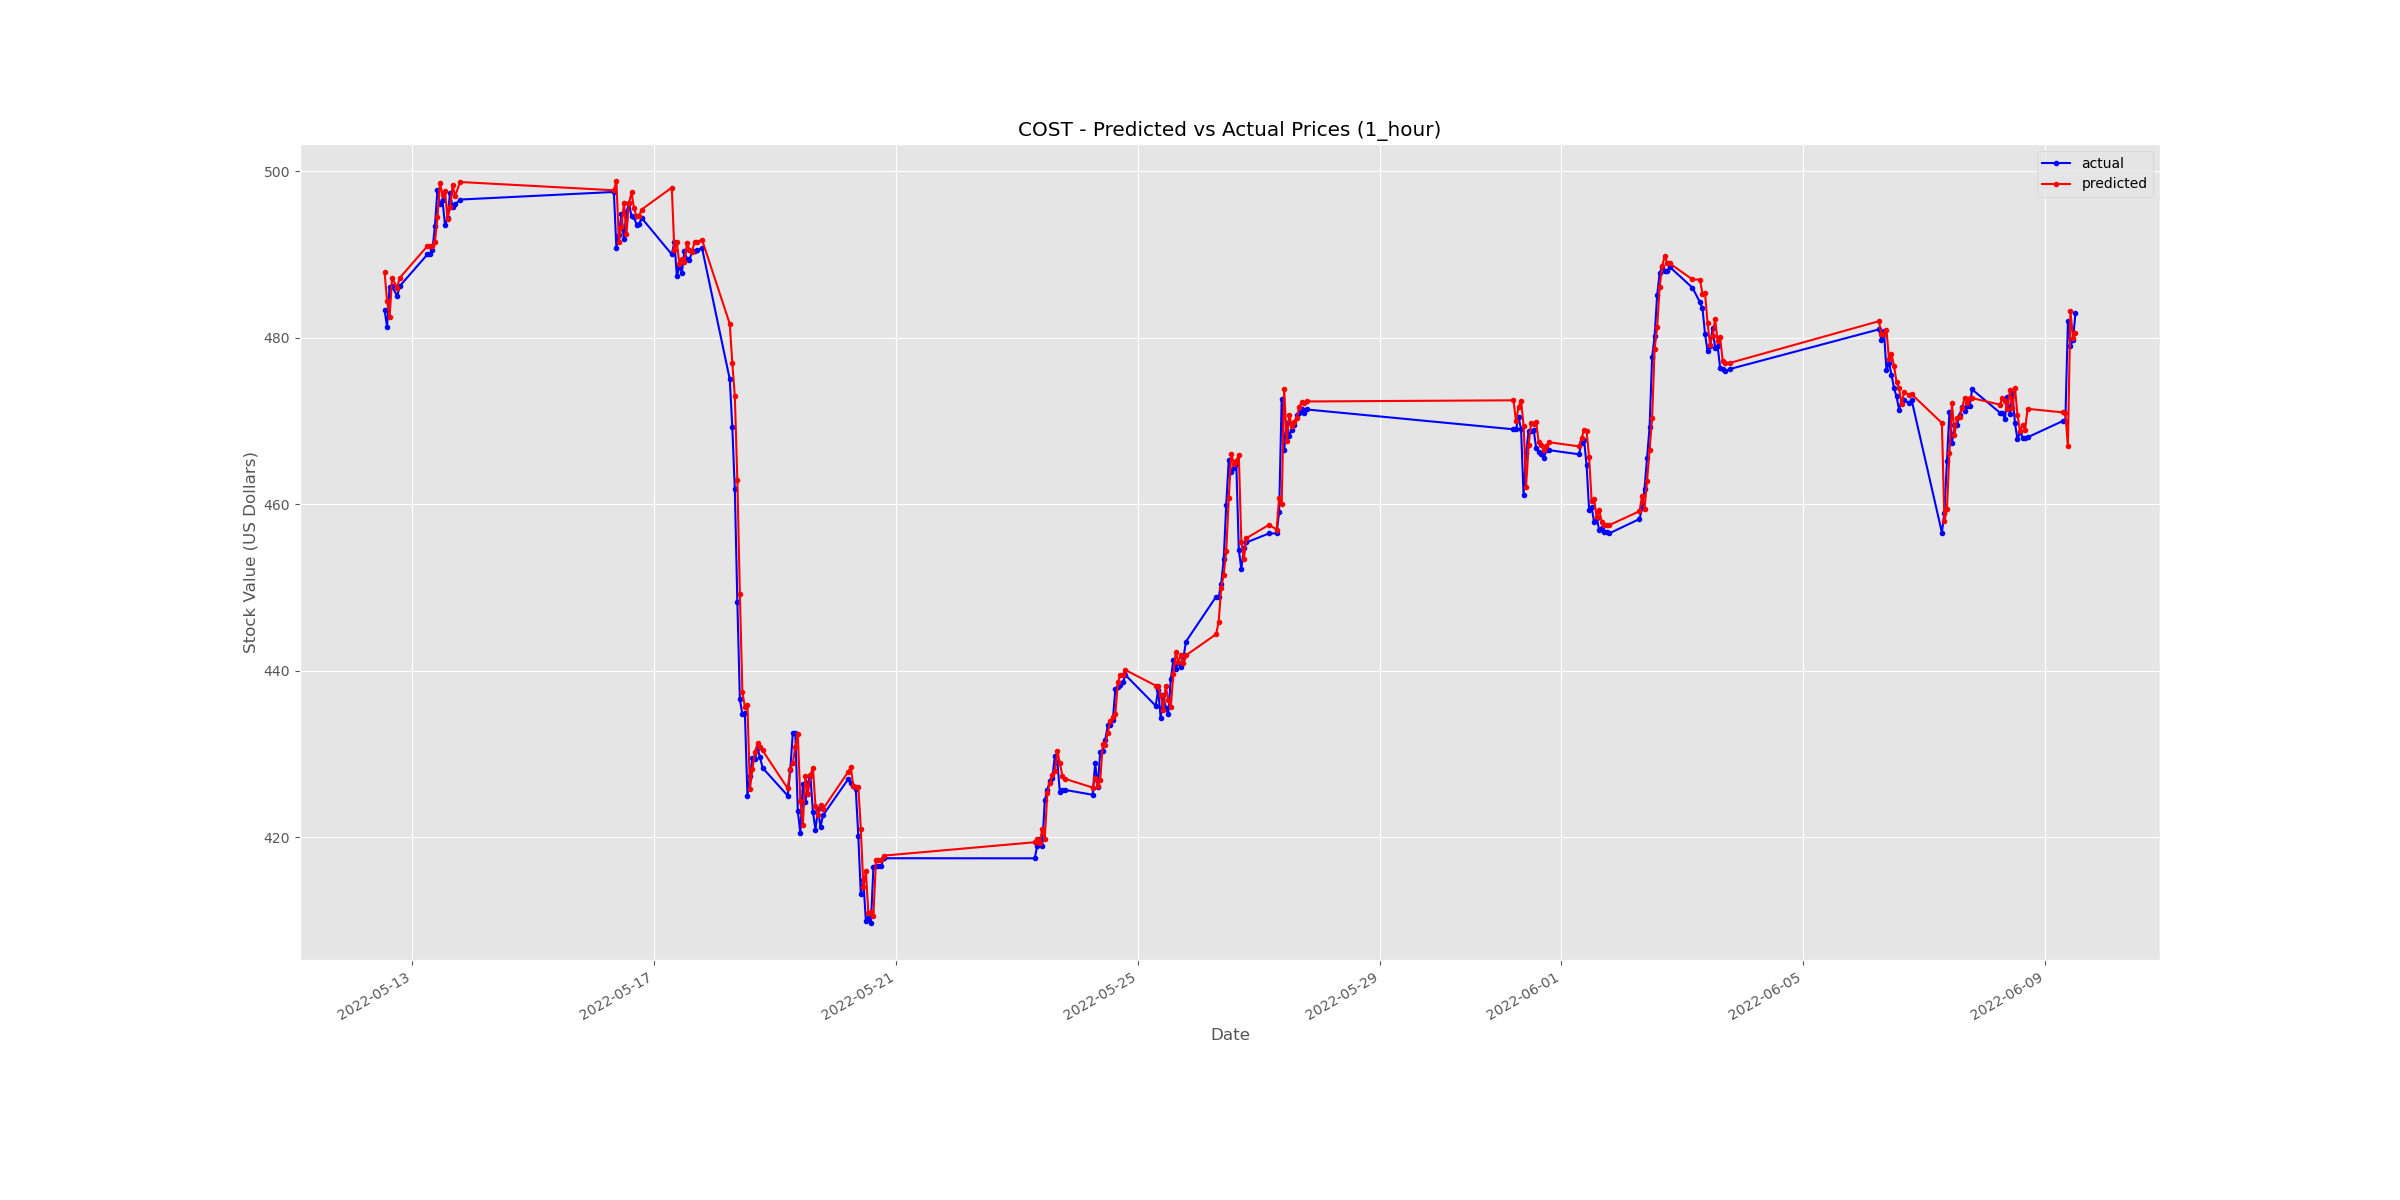 COST - Predicted vs Actual Prices (1_hour)
actual
predicted
500
480
460
440
420
Stock Value (US Dollars)
2022-05-13
2022-05-17
2022-05-21
2022-05-25
2022-05-29
2022-06-01
2022-06-05
2022-06-09
Date